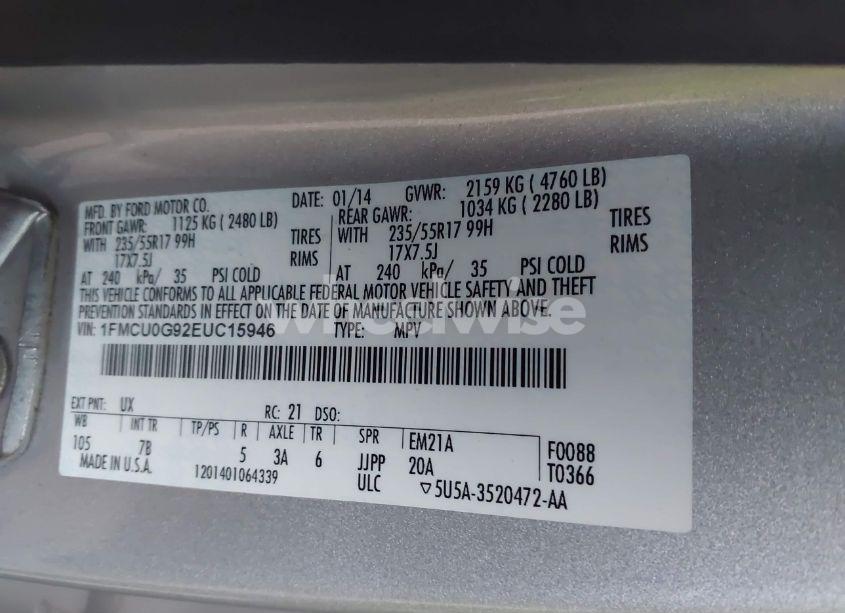 MFD. BY FORD MOTOR CO. DATE: 01/14 GVWR: 2159 KG ( 4760 LB)
FRONT GAWR: 1125 KG ( 2480 LB) REAR GAWR: 1034 KG ( 2280 LB)
WITH 235/55R17 99H TIRES WITH 235/55R17 99H TIRES
17X7.5J RIMS 17X7.5J RIMS
AT 240 kPa/ 35 PSI COLD AT 240 kPa/ 35 PSI COLD
THIS VEHICLE CONFORMS TO ALL APPLICABLE FEDERAL MOTOR VEHICLE SAFETY AND THEFT
PREVENTION STANDARDS IN EFFECT ON THE DATE OF MANUFACTURE SHOWN ABOVE.
VIN: 1FMCU0G92EUC15946 TYPE: MPV
wheelwise
EXT PNT: UX RC: 21 DSO:
WB INT TR TP/PS R AXLE TR SPR EM21A F0088
105 7B 5 3A 6 JJPP 20A T0366
MADE IN U.S.A. 1201401064339 ULC ▽5U5A-3520472-AA